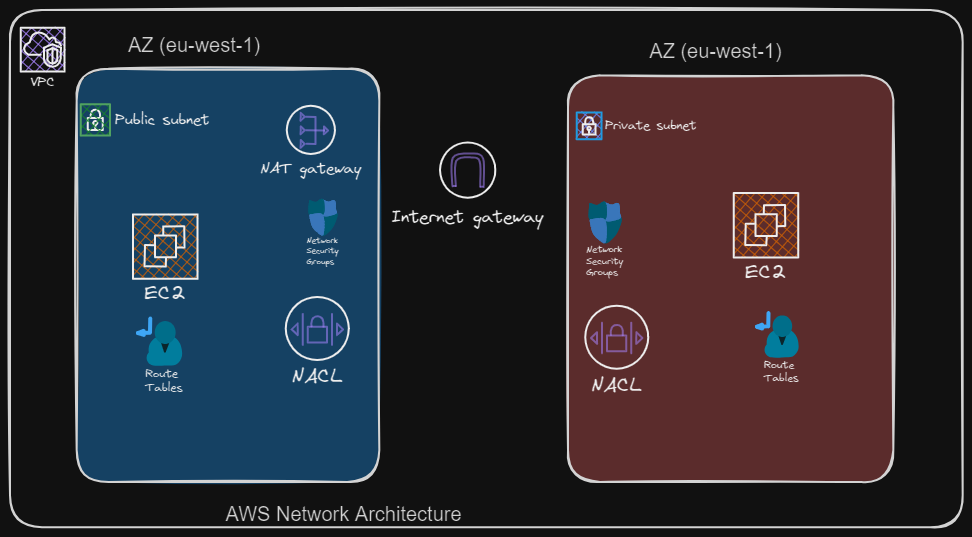 AZ (eu-west-1)
AZ (eu-west-1)
VPC
Public subnet
NAT gateway
Network
Security
Groups
EC2
NACL
Route
Tables
Internet gateway
Private subnet
Network
Security
Groups
EC2
NACL
Route
Tables
AWS Network Architecture